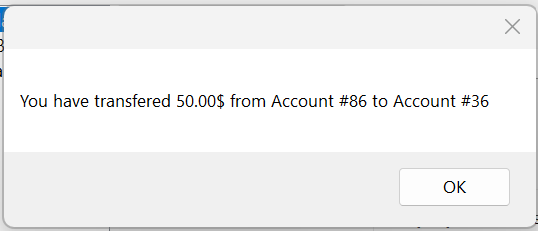 You have transfered 50.00$ from Account #86 to Account #36
OK